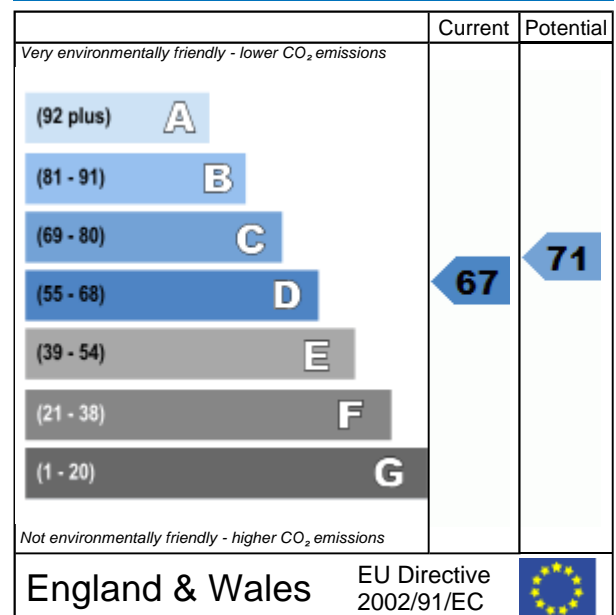 Current Potential
Very environmentally friendly - lower CO₂ emissions
(92 plus) A
(81 - 91) B
(69 - 80) C
(55 - 68) D
(39 - 54) E
(21 - 38) F
(1 - 20) G
67
71
Not environmentally friendly - higher CO₂ emissions
England & Wales
EU Directive
2002/91/EC